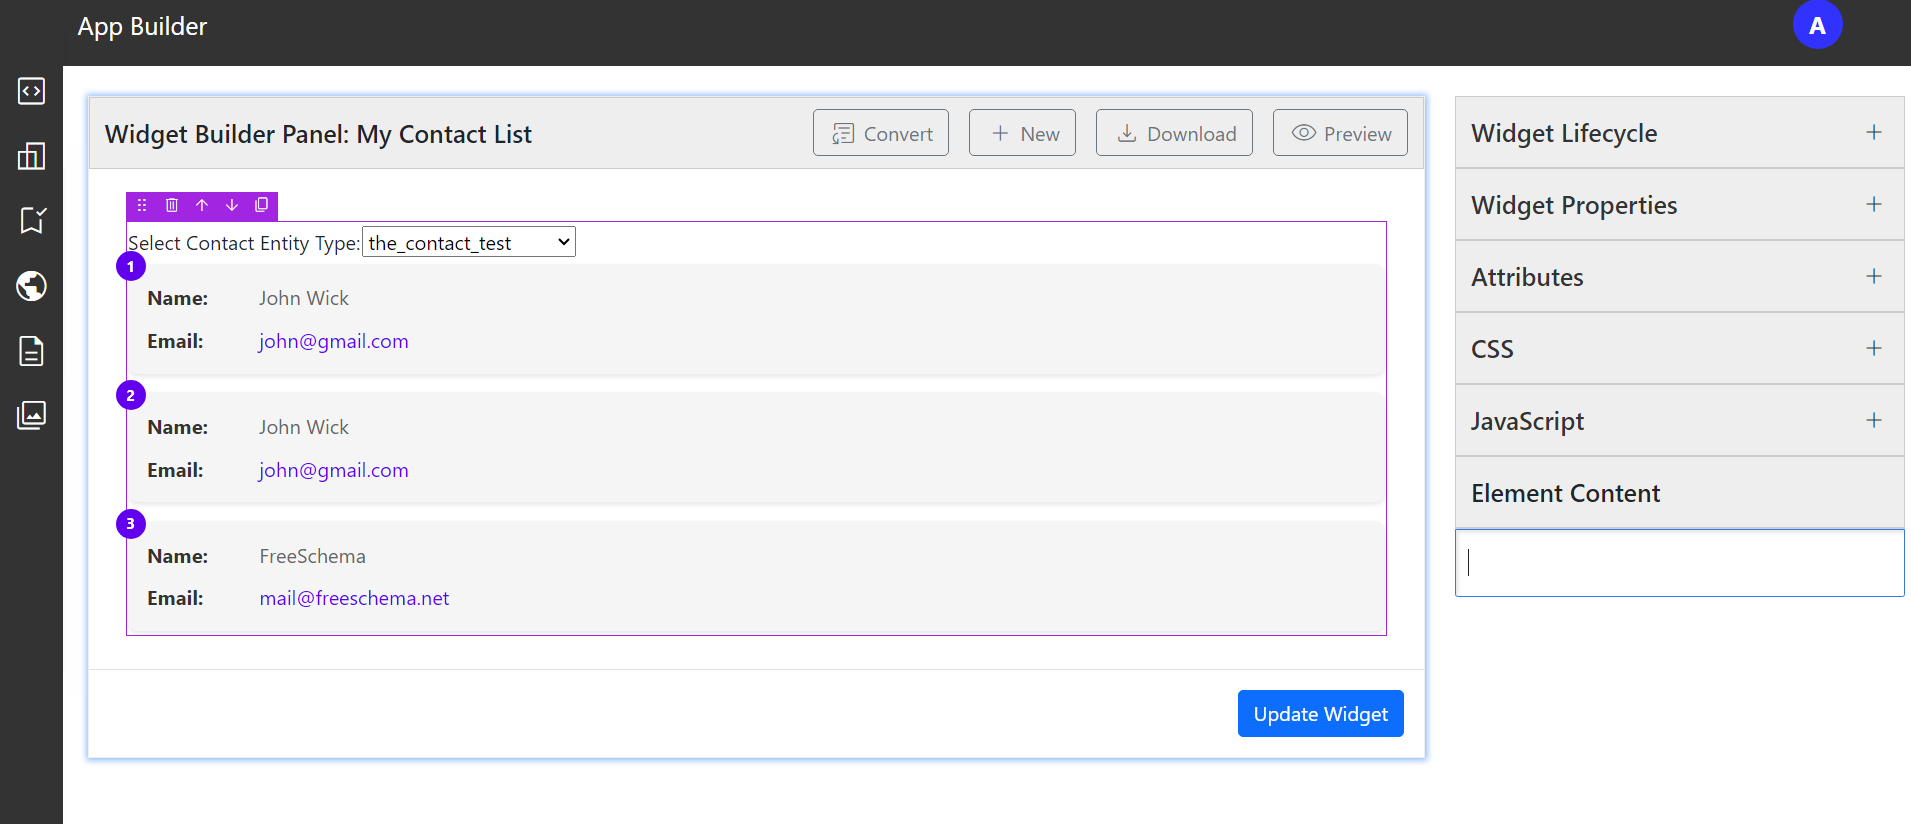 App Builder
A
Widget Builder Panel: My Contact List
Convert
New
Download
Preview
Select Contact Entity Type: the_contact_test
1
Name: John Wick
Email: john@gmail.com
2
Name: John Wick
Email: john@gmail.com
3
Name: FreeSchema
Email: mail@freeschema.net
Update Widget
Widget Lifecycle +
Widget Properties +
Attributes +
CSS +
JavaScript +
Element Content